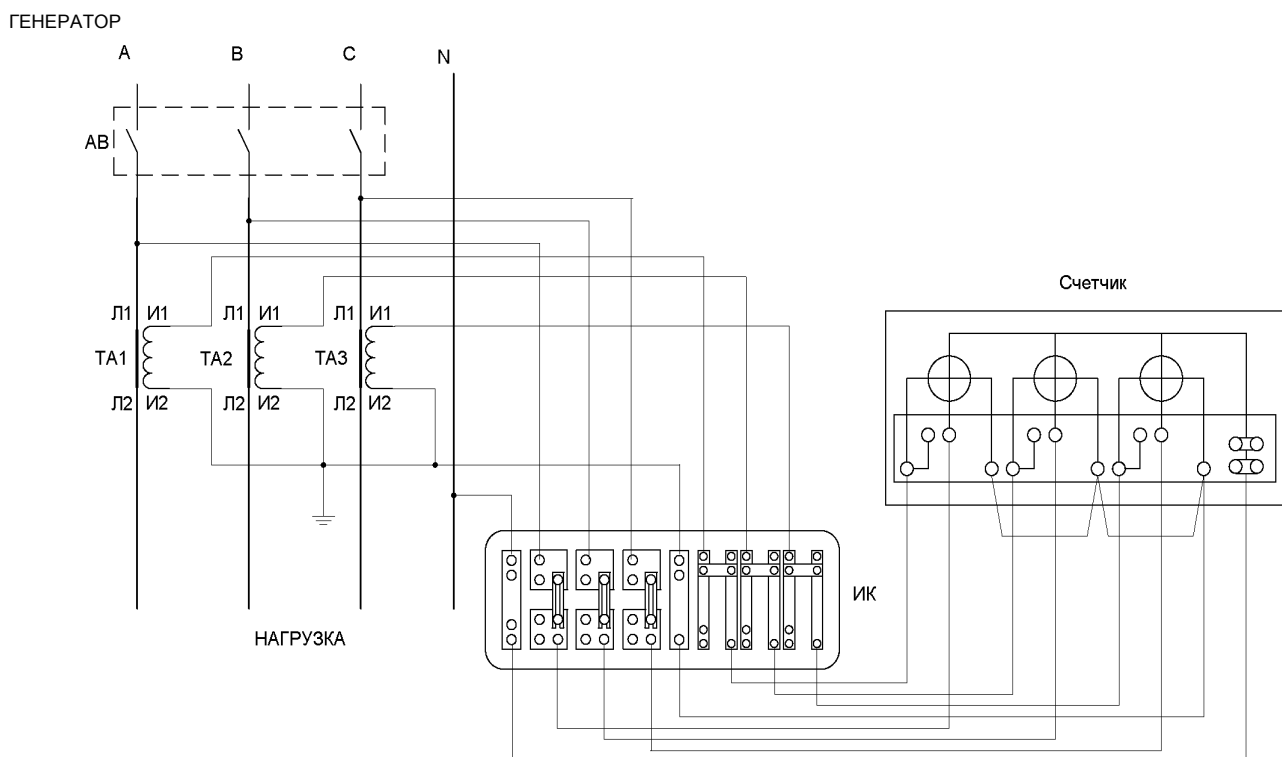 ГЕНЕРАТОР
A B C N
АВ
Счетчик
Л1 И1 Л1 И1 Л1 И1
ТА1 ТА2 ТА3
Л2 И2 Л2 И2 Л2 И2
ИК
НАГРУЗКА